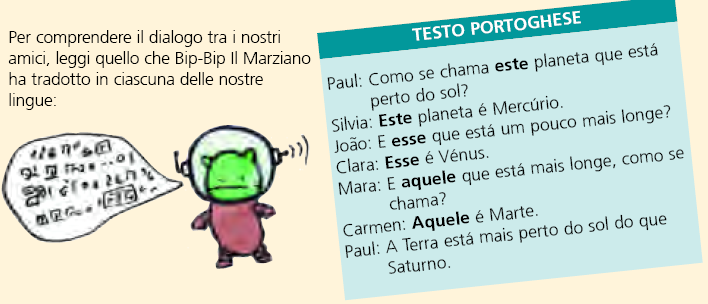 Per comprendere il dialogo tra i nostri
amici, leggi quello che Bip-Bip Il Marziano
ha tradotto in ciascuna delle nostre
lingue:
TESTO PORTOGHESE
Paul: Como se chama este planeta que está
perto do sol?
Silvia: Este planeta é Mercúrio.
João: E esse que está um pouco mais longe?
Clara: Esse é Vénus.
Mara: E aquele que está mais longe, como se
chama?
Carmen: Aquele é Marte.
Paul: A Terra está mais perto do sol do que
Saturno.